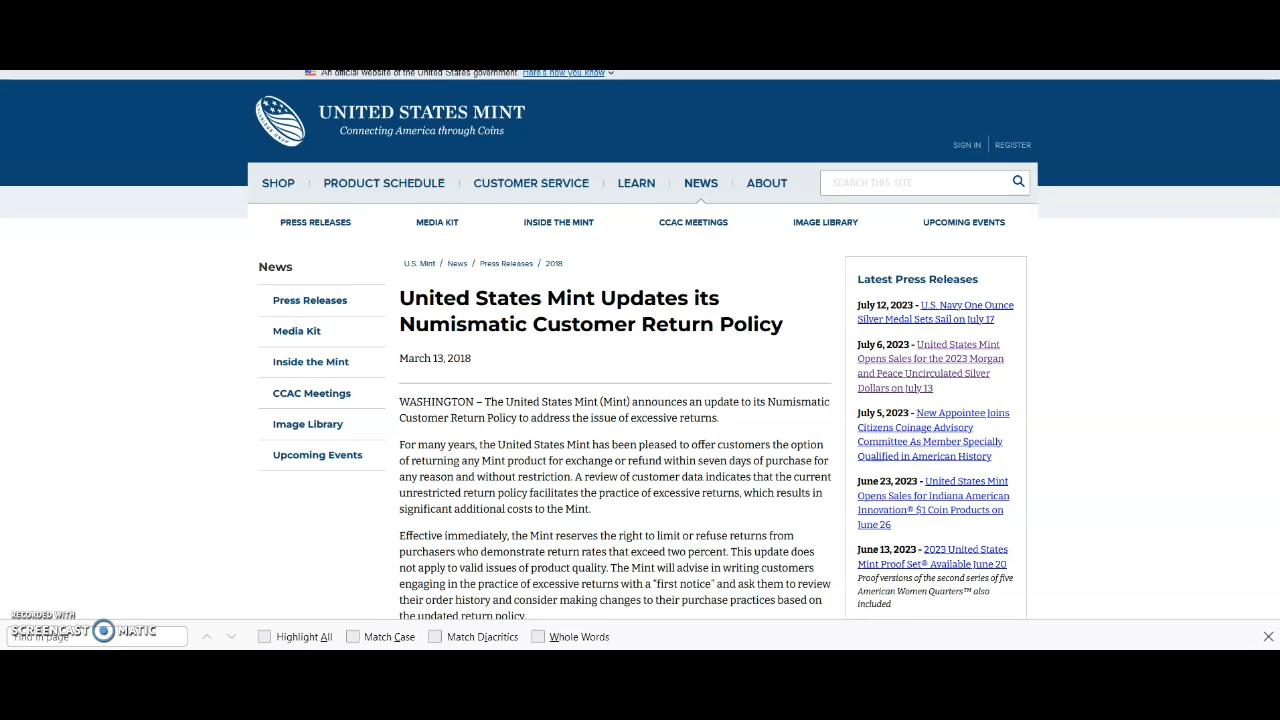 An official website of the United States government Here's how you know
UNITED STATES MINT
Connecting America through Coins
SIGN IN REGISTER
SHOP PRODUCT SCHEDULE CUSTOMER SERVICE LEARN NEWS ABOUT SEARCH THIS SITE
PRESS RELEASES MEDIA KIT INSIDE THE MINT CCAC MEETINGS IMAGE LIBRARY UPCOMING EVENTS
News
Press Releases
Media Kit
Inside the Mint
CCAC Meetings
Image Library
Upcoming Events
U.S. Mint / News / Press Releases / 2018
United States Mint Updates its
Numismatic Customer Return Policy
March 13, 2018
WASHINGTON – The United States Mint (Mint) announces an update to its Numismatic
Customer Return Policy to address the issue of excessive returns.
For many years, the United States Mint has been pleased to offer customers the option
of returning any Mint product for exchange or refund within seven days of purchase for
any reason and without restriction. A review of customer data indicates that the current
unrestricted return policy facilitates the practice of excessive returns, which results in
significant additional costs to the Mint.
Effective immediately, the Mint reserves the right to limit or refuse returns from
purchasers who demonstrate return rates that exceed two percent. This update does
not apply to valid issues of product quality. The Mint will advise in writing customers
engaging in the practice of excessive returns with a “first notice” and ask them to review
their order history and consider making changes to their purchase practices based on
the updated return policy.
Latest Press Releases
July 12, 2023 - U.S. Navy One Ounce
Silver Medal Sets Sail on July 17
July 6, 2023 - United States Mint
Opens Sales for the 2023 Morgan
and Peace Uncirculated Silver
Dollars on July 13
July 5, 2023 - New Appointee Joins
Citizens Coinage Advisory
Committee As Member Specially
Qualified in American History
June 23, 2023 - United States Mint
Opens Sales for Indiana American
Innovation® $1 Coin Products on
June 26
June 13, 2023 - 2023 United States
Mint Proof Set® Available June 20
Proof versions of the second series of five
American Women Quarters™ also
included
RECORDED WITH
SCREENCAST MATIC
Find in page
Highlight All Match Case Match Diacritics Whole Words